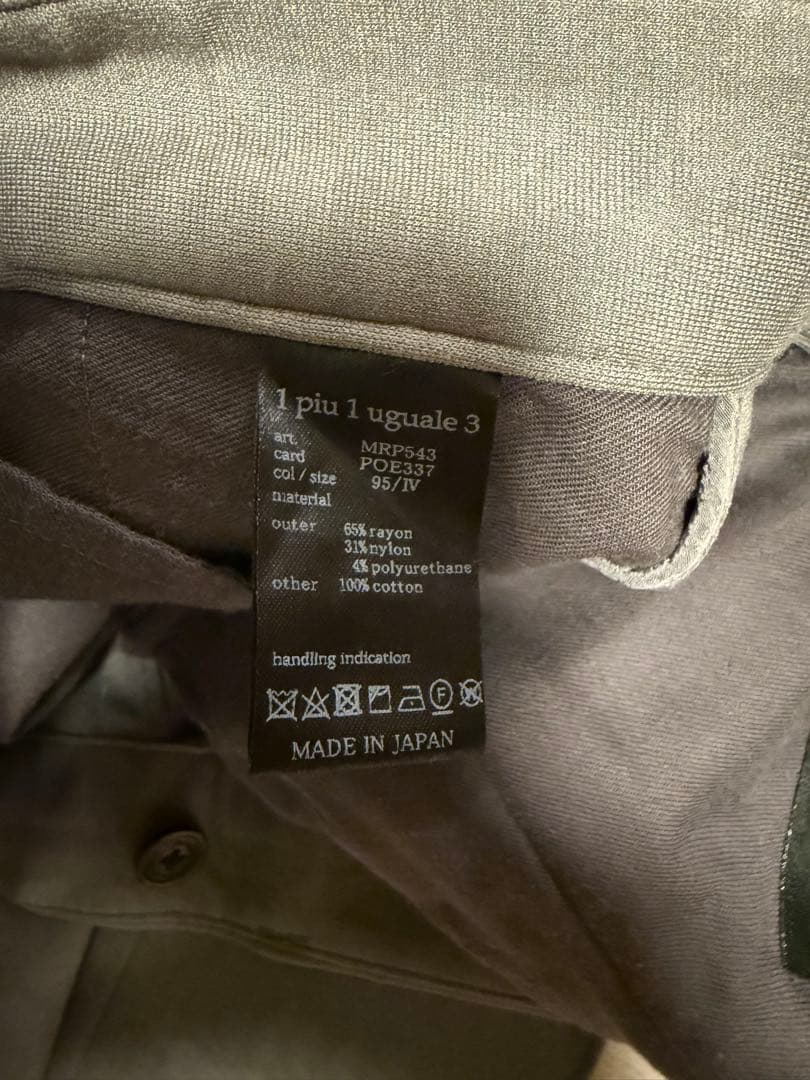 1 piu 1 uguale 3
art. MRP543
card POE337
col / size 95/IV
material
outer 65% rayon
31% nylon
4% polyurethane
other 100% cotton
handling indication
F W
MADE IN JAPAN